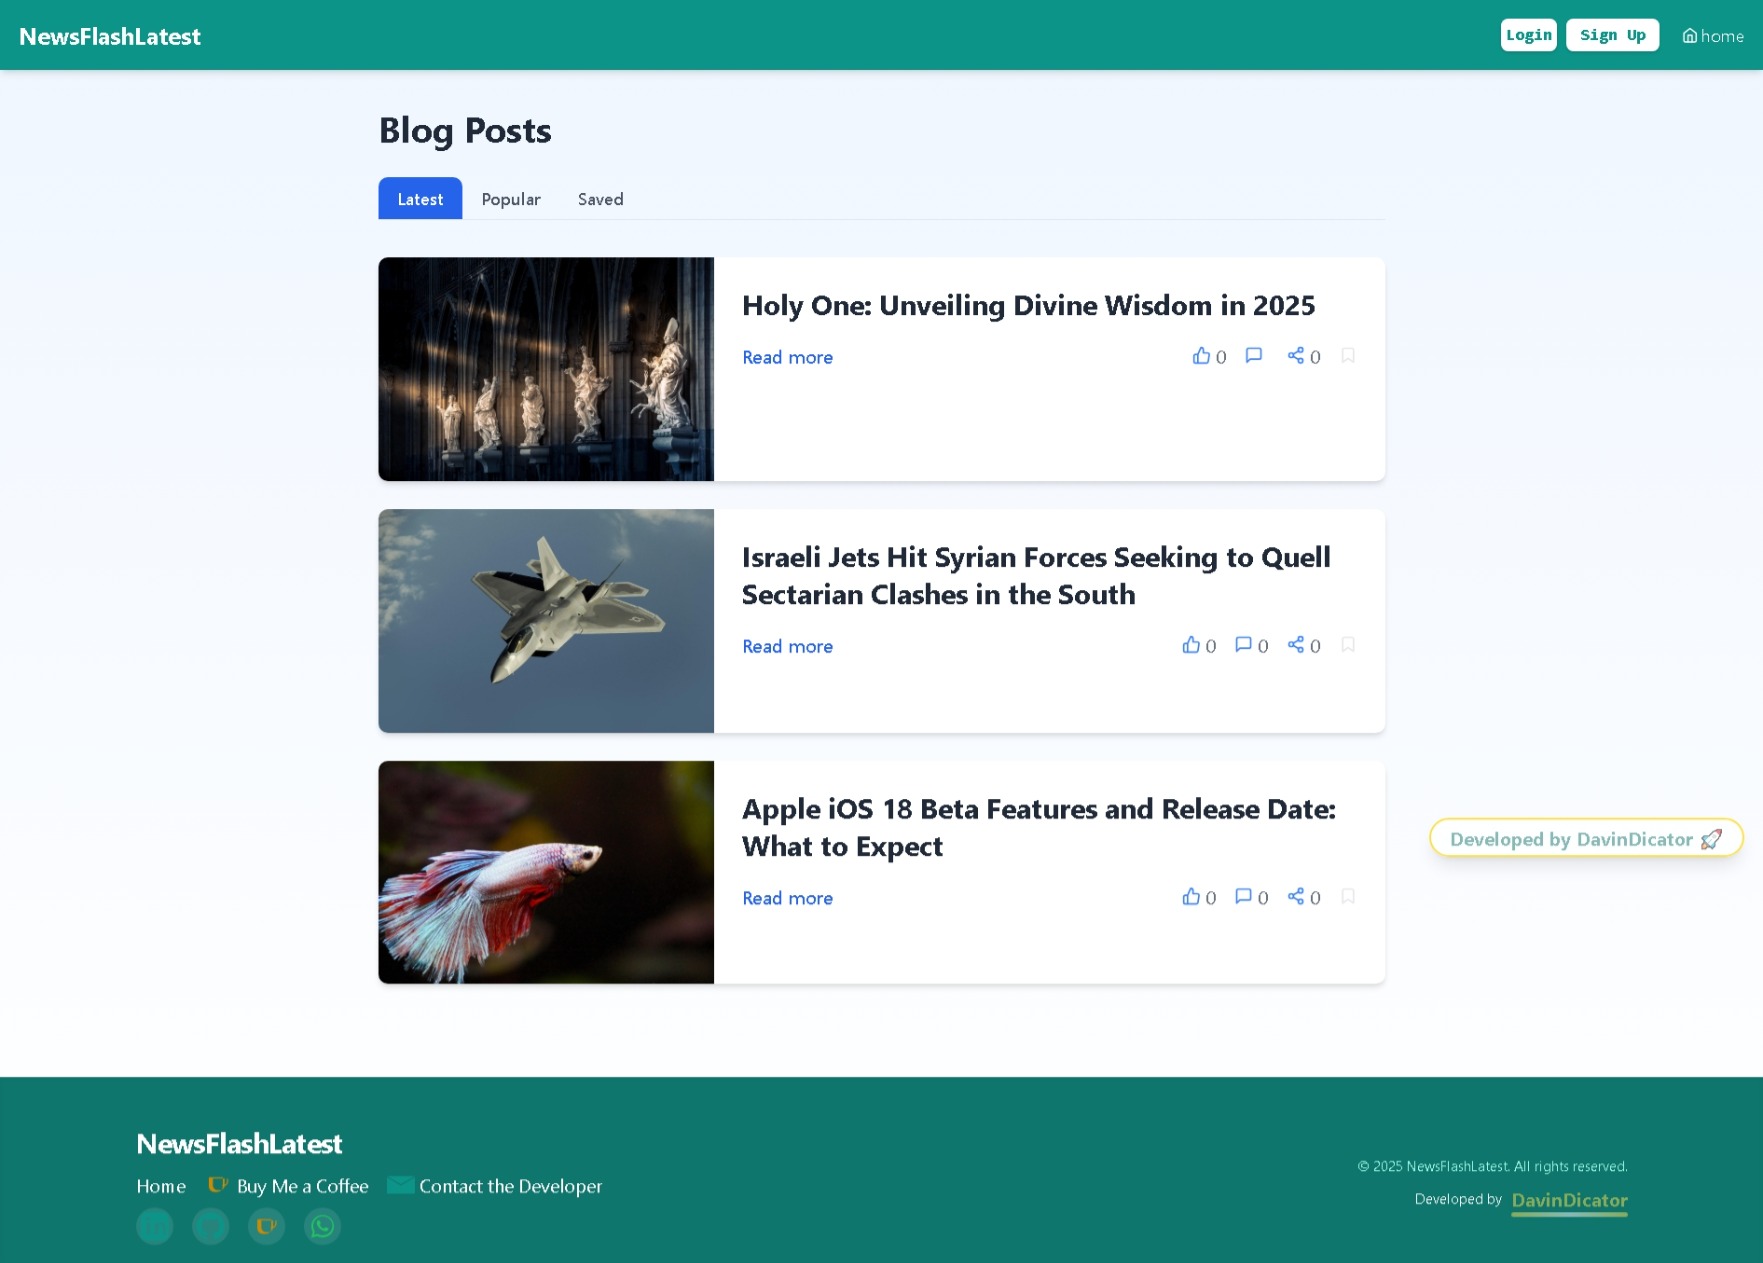 NewsFlashLatest
Login
Sign Up
home
Blog Posts
Latest
Popular
Saved
Holy One: Unveiling Divine Wisdom in 2025
Read more
0
0
Israeli Jets Hit Syrian Forces Seeking to Quell
Sectarian Clashes in the South
Read more
0
0
0
Apple iOS 18 Beta Features and Release Date:
What to Expect
Read more
0
0
0
Developed by DavinDicator 🚀
NewsFlashLatest
Home
Buy Me a Coffee
Contact the Developer
© 2025 NewsFlashLatest. All rights reserved.
Developed by DavinDicator